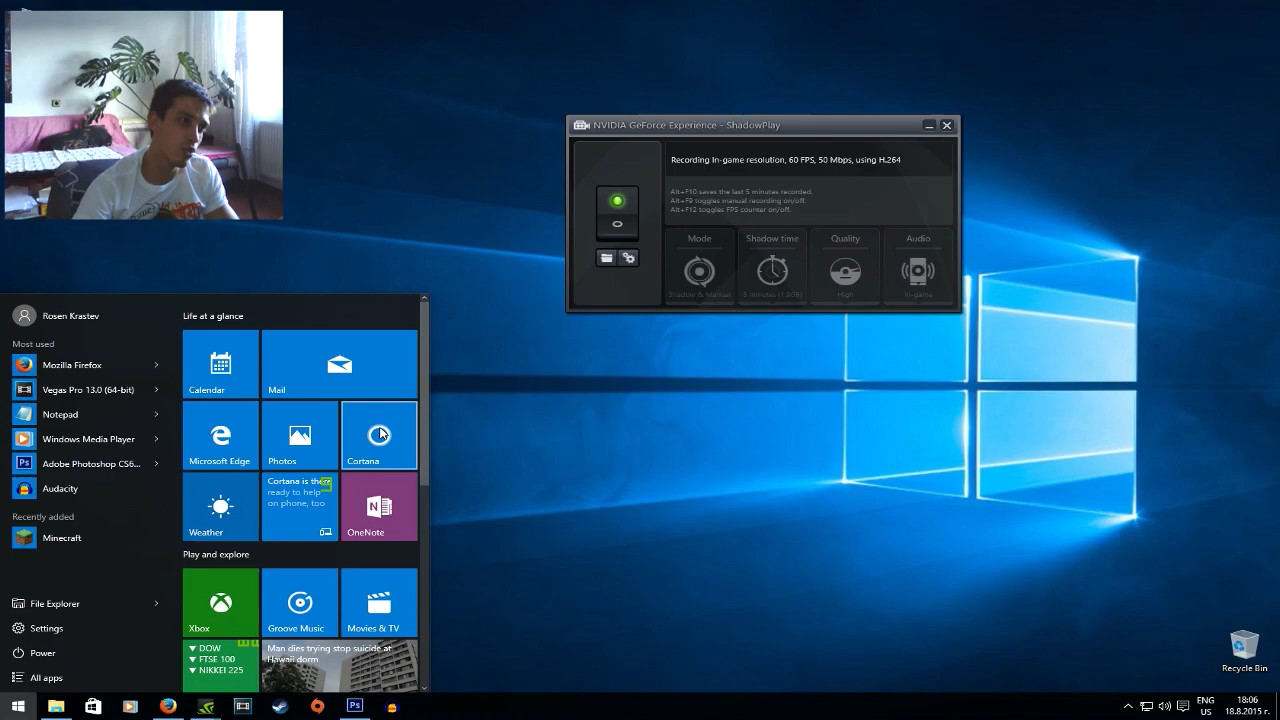 NVIDIA GeForce Experience - ShadowPlay
Recording In-game resolution, 60 FPS, 50 Mbps, using H.264
Alt+F10 saves the last 5 minutes recorded.
Alt+F9 toggles manual recording on/off.
Alt+F12 toggles FPS counter on/off.
Mode
Shadow time
Quality
Audio
Shadow & Manual
5 minutes (1.9GB)
High
In-game
Rosen Krastev
Most used
Mozilla Firefox
Vegas Pro 13.0 (64-bit)
Notepad
Windows Media Player
Adobe Photoshop CS6...
Audacity
Recently added
Minecraft
File Explorer
Settings
Power
All apps
Life at a glance
Calendar
Mail
Microsoft Edge
Photos
Cortana
Weather
Cortana is
ready to help
on phone, too
OneNote
Play and explore
Xbox
Groove Music
Movies & TV
▼ DOW
▼ FTSE 100
▼ NIKKEI 225
Man dies trying stop suicide at
Hawaii dorm
Recycle Bin
ENG
US
18:06
18.8.2015 г.